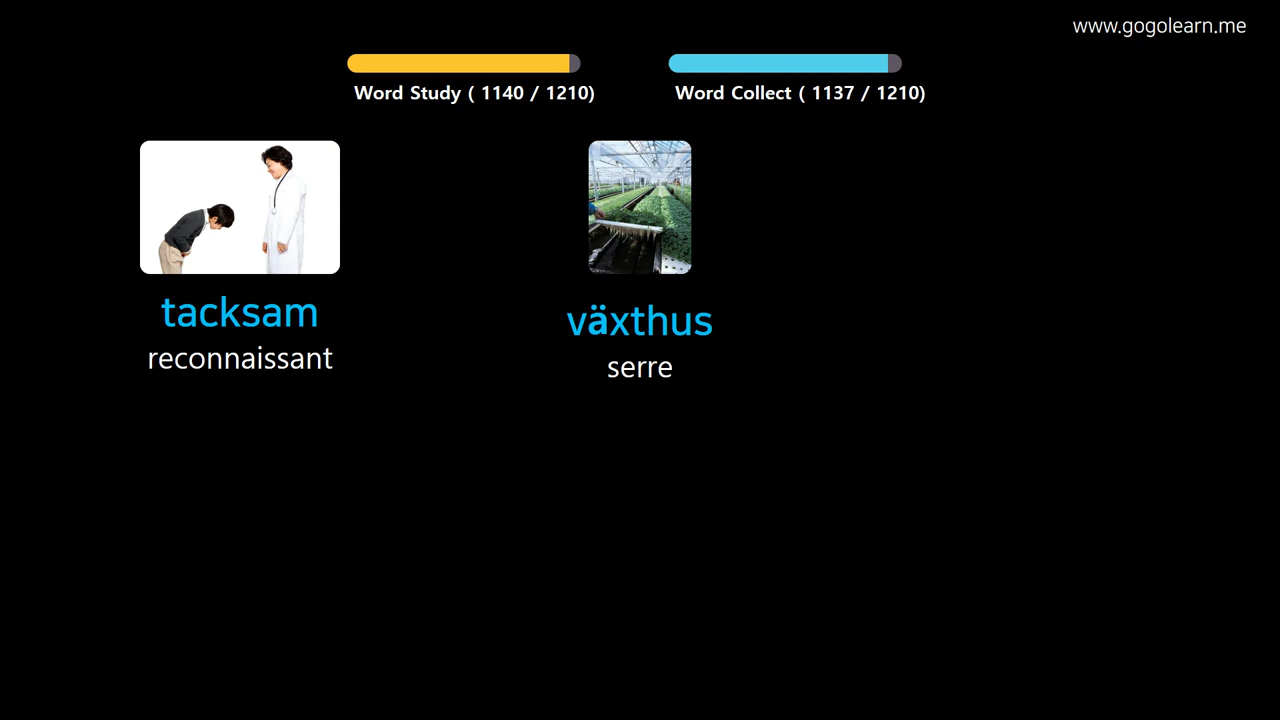 www.gogolearn.me
Word Study ( 1140 / 1210)
Word Collect ( 1137 / 1210)
tacksam
reconnaissant
växthus
serre